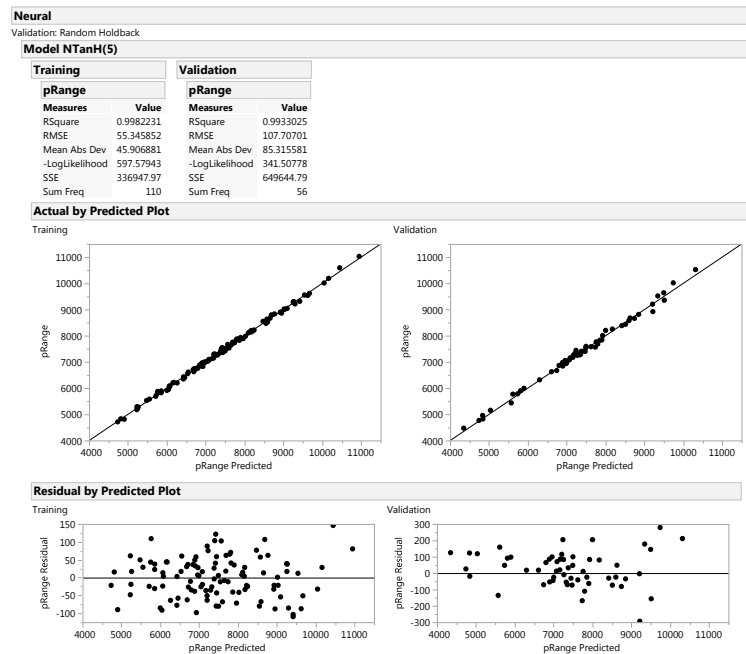 Neural
Validation: Random Holdback
Model NTanH(5)
Training Validation
pRange pRange
Measures Value Measures Value
RSquare 0.9982231 RSquare 0.9933025
RMSE 55.345852 RMSE 107.70701
Mean Abs Dev 45.906881 Mean Abs Dev 85.315581
-LogLikelihood 597.57943 -LogLikelihood 341.50778
SSE 336947.97 SSE 649644.79
Sum Freq 110 Sum Freq 56
Actual by Predicted Plot
Training Validation
11000 11000
10000 10000
9000 9000
8000 8000
pRange pRange
7000 7000
6000 6000
5000 5000
4000 4000
4000 5000 6000 7000 8000 9000 10000 11000 4000 5000 6000 7000 8000 9000 10000 11000
pRange Predicted pRange Predicted
Residual by Predicted Plot
Training Validation
150 300
100 200
50 100
pRange Residual pRange Residual
0 0
-50 -100
-100 -200
-300
4000 5000 6000 7000 8000 9000 10000 11000 4000 5000 6000 7000 8000 9000 10000 11000
pRange Predicted pRange Predicted